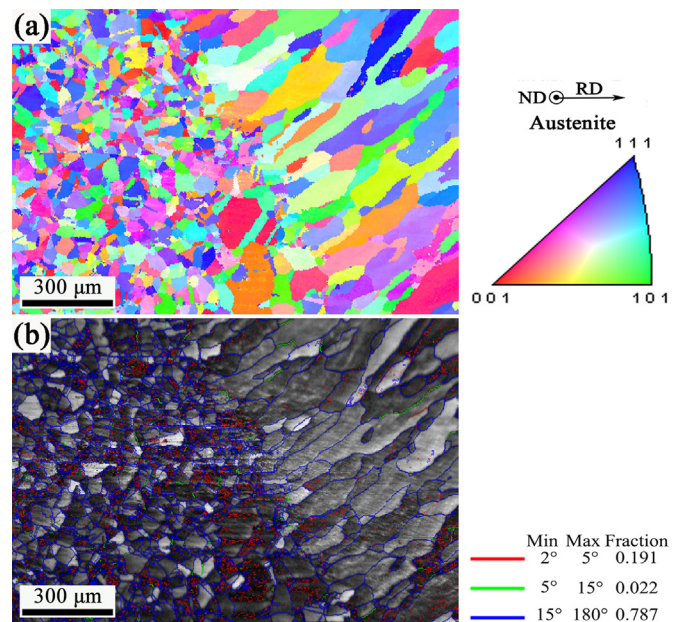 (a)
300 μm
ND RD
Austenite
1 1 1
0 0 1
1 0 1
(b)
300 μm
Min Max Fraction
2° 5° 0.191
5° 15° 0.022
15° 180° 0.787